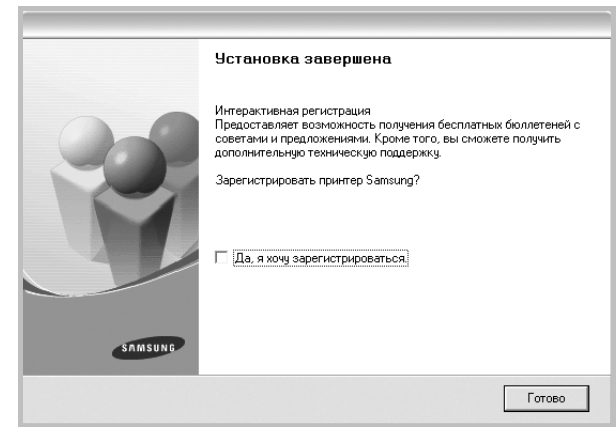 Установка завершена
Интерактивная регистрация
Предоставляет возможность получения бесплатных бюллетеней с
советами и предложениями. Кроме того, вы сможете получить
дополнительную техническую поддержку.
Зарегистрировать принтер Samsung?
Да, я хочу зарегистрироваться.
SAMSUNG
Готово